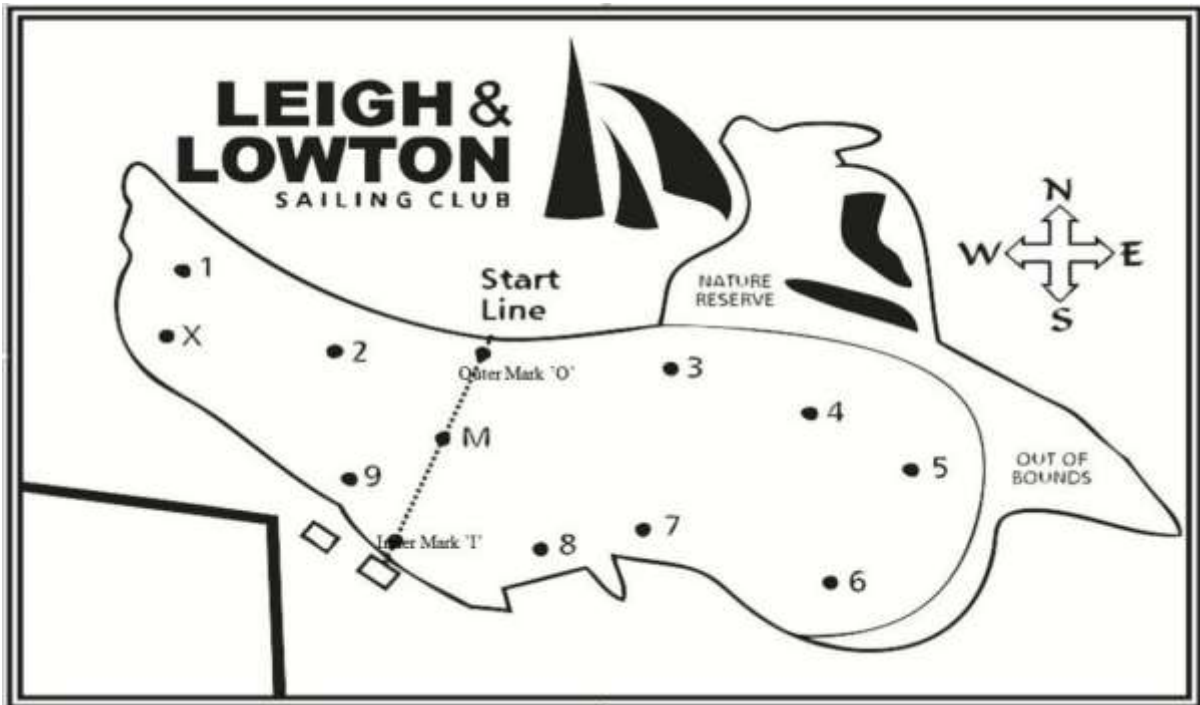 LEIGH &
LOWTON
SAILING CLUB
N
W E
S
NATURE
RESERVE
1
Start
Line
X
2
Outer Mark `O'
3
4
M
5
OUT OF
BOUNDS
9
7
Inner Mark `I'
8
6